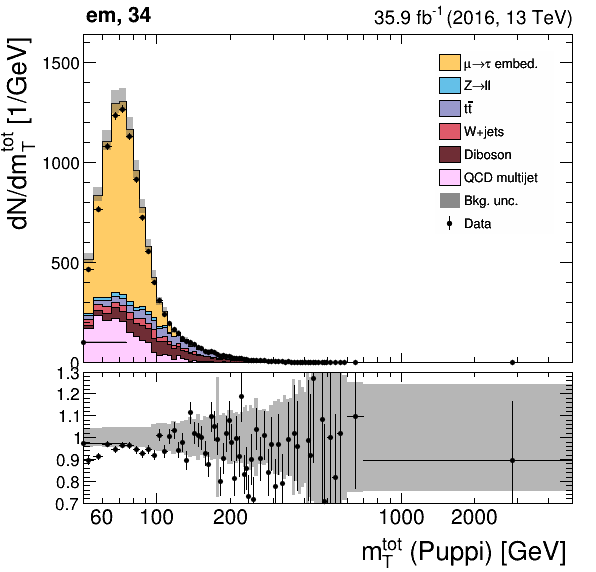 em, 34
35.9 fb⁻¹ (2016, 13 TeV)
dN/dm_T^tot [1/GeV]
1500
1000
500
0
μ→τ embed.
Z→ll
tt̅
W+jets
Diboson
QCD multijet
Bkg. unc.
Data
1.3
1.2
1.1
1
0.9
0.8
0.7
60 100 200 1000 2000
m_T^tot (Puppi) [GeV]